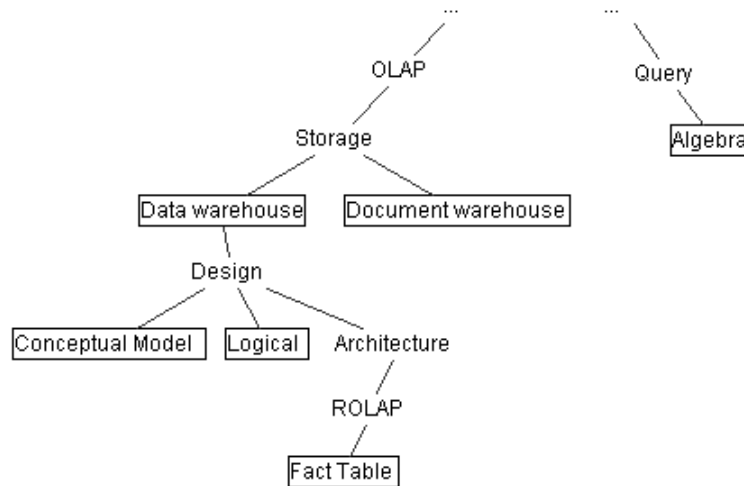 ... ...
OLAP Query
Storage Algebra
Data warehouse Document warehouse
Design
Conceptual Model Logical Architecture
ROLAP
Fact Table